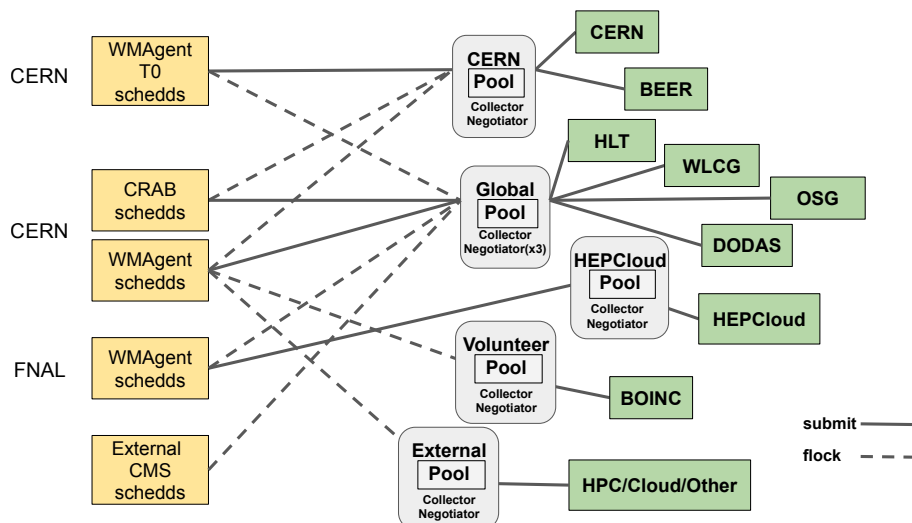 CERN
WMAgent
T0
schedds
CERN
Pool
Collector
Negotiator
CERN
BEER
CERN
CRAB
schedds
WMAgent
schedds
Global
Pool
Collector
Negotiator(x3)
HLT
WLCG
OSG
DODAS
HEPCloud
Pool
Collector
Negotiator
HEPCloud
FNAL
WMAgent
schedds
Volunteer
Pool
Collector
Negotiator
BOINC
External
CMS
schedds
External
Pool
Collector
Negotiator
HPC/Cloud/Other
submit
flock